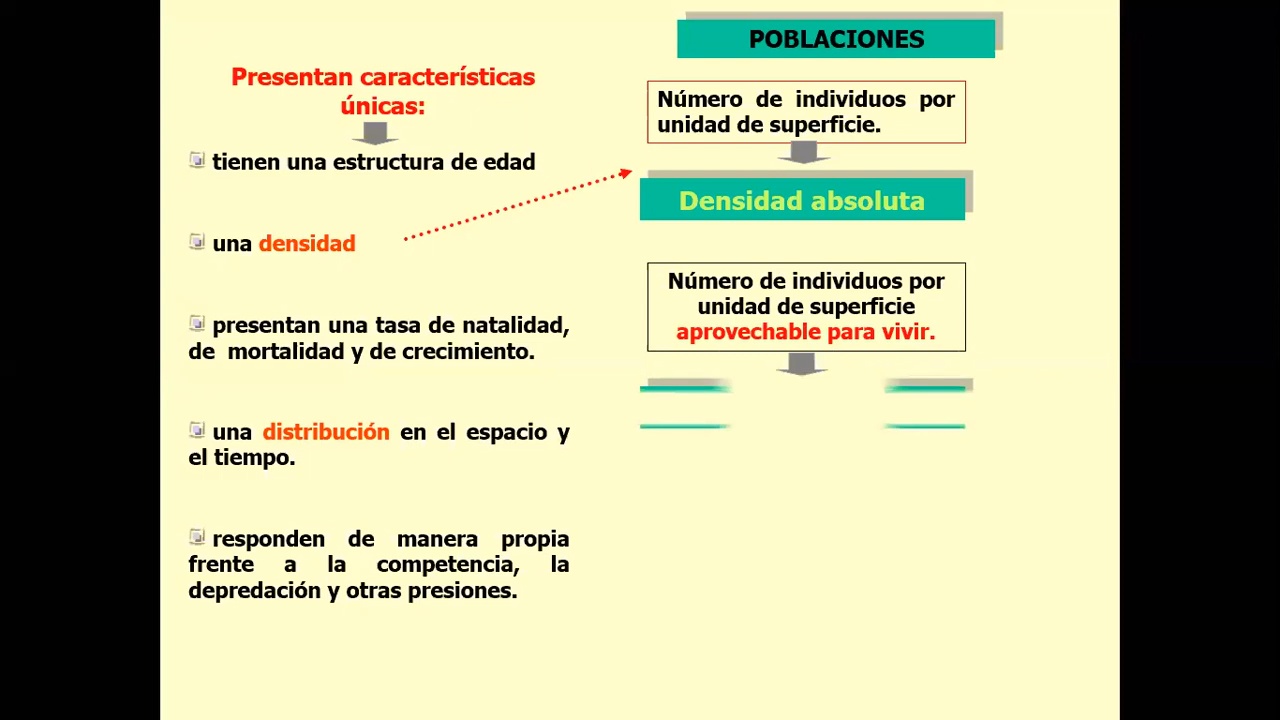 POBLACIONES
Presentan características
únicas:
tienen una estructura de edad
una densidad
presentan una tasa de natalidad,
de mortalidad y de crecimiento.
una distribución en el espacio y
el tiempo.
responden de manera propia
frente a la competencia, la
depredación y otras presiones.
Número de individuos por
unidad de superficie.
Densidad absoluta
Número de individuos por
unidad de superficie
aprovechable para vivir.